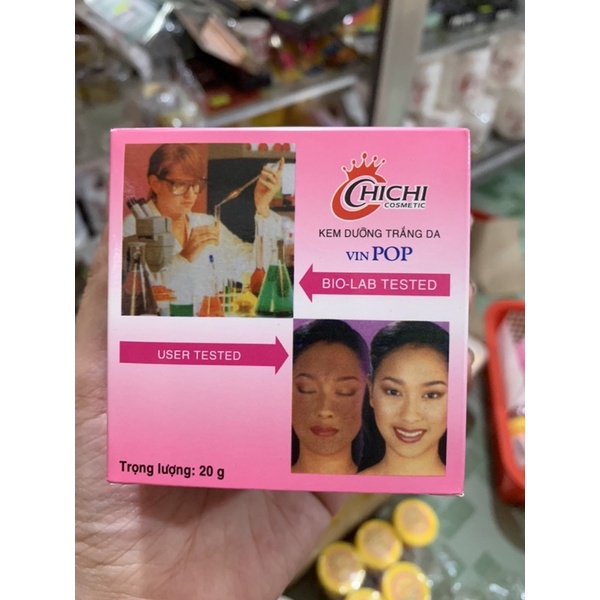 CHICHI
COSMETIC
KEM DƯỠNG TRẮNG DA
VIN POP
BIO-LAB TESTED
USER TESTED
Trọng lượng: 20 g